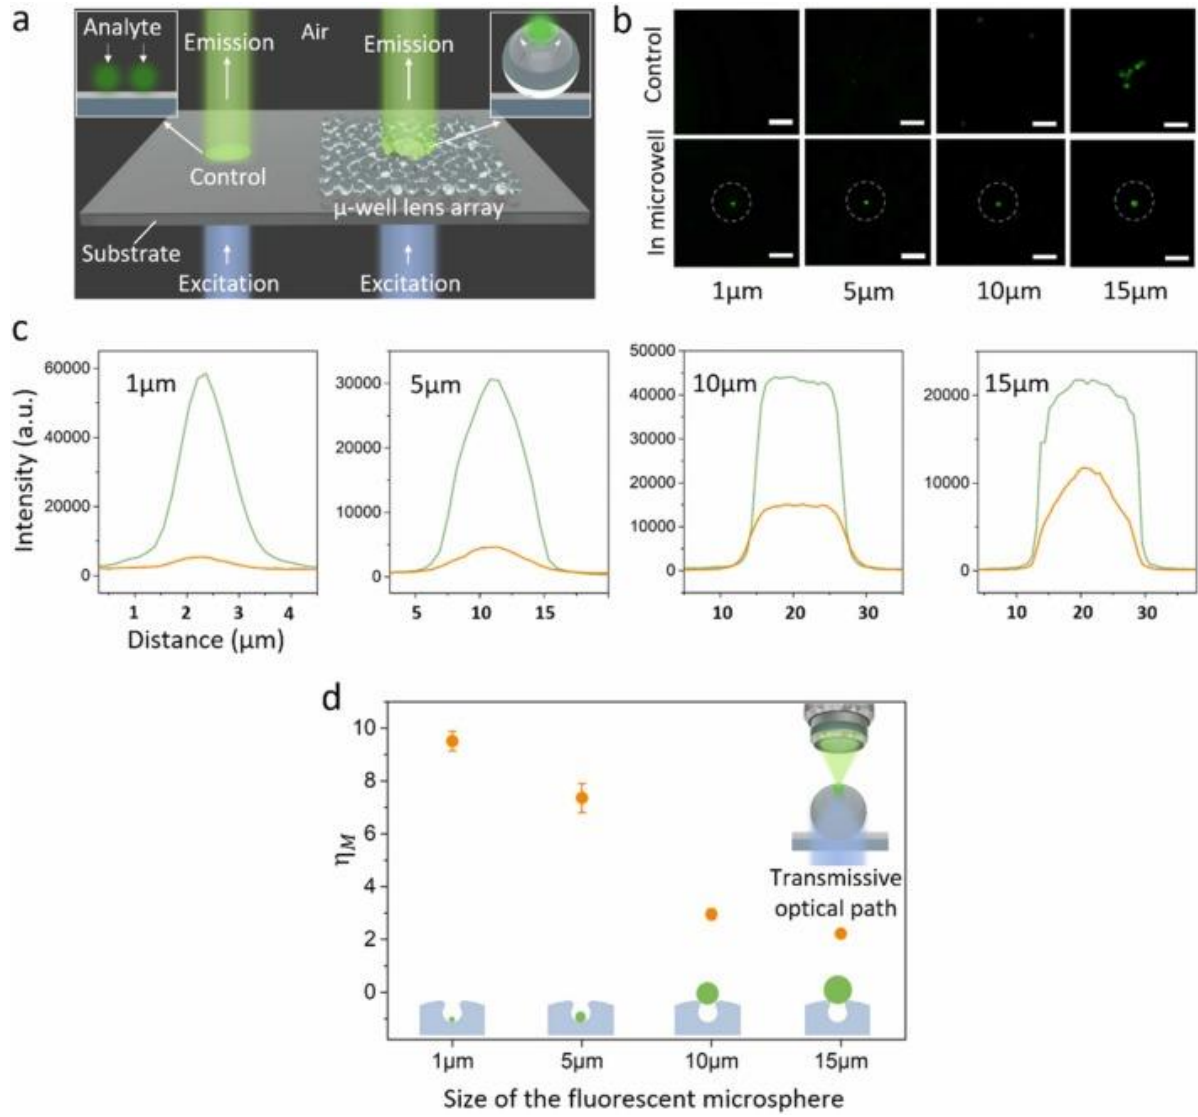 a
Analyte
Emission
Air
Emission
Control
μ-well lens array
Substrate
Excitation
Excitation
b
Control
In microwell
1μm
5μm
10μm
15μm
c
Intensity (a.u.)
1μm
60000
40000
20000
0
1
2
3
4
Distance (μm)
5μm
30000
20000
10000
0
5
10
15
10μm
50000
40000
30000
20000
10000
0
10
20
30
15μm
20000
10000
0
10
20
30
d
ηM
10
8
6
4
2
0
Transmissive
optical path
1μm
5μm
10μm
15μm
Size of the fluorescent microsphere